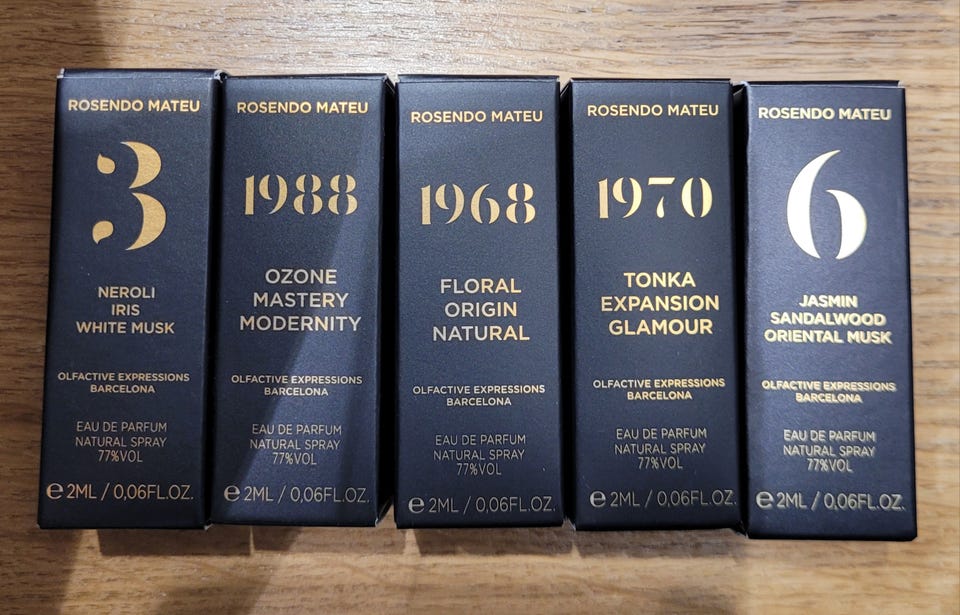 ROSENDO MATEU
3
NEROLI
IRIS
WHITE MUSK
OLFACTIVE EXPRESSIONS
BARCELONA
EAU DE PARFUM
NATURAL SPRAY
77%VOL
℮ 2ML / 0,06FL.OZ.
ROSENDO MATEU
1988
OZONE
MASTERY
MODERNITY
OLFACTIVE EXPRESSIONS
BARCELONA
EAU DE PARFUM
NATURAL SPRAY
77%VOL
℮ 2ML / 0,06FL.OZ.
ROSENDO MATEU
1968
FLORAL
ORIGIN
NATURAL
OLFACTIVE EXPRESSIONS
BARCELONA
EAU DE PARFUM
NATURAL SPRAY
77%VOL
℮ 2ML / 0,06FL.OZ.
ROSENDO MATEU
1970
TONKA
EXPANSION
GLAMOUR
OLFACTIVE EXPRESSIONS
BARCELONA
EAU DE PARFUM
NATURAL SPRAY
77%VOL
℮ 2ML / 0,06FL.OZ.
ROSENDO MATEU
6
JASMIN
SANDALWOOD
ORIENTAL MUSK
OLFACTIVE EXPRESSIONS
BARCELONA
EAU DE PARFUM
NATURAL SPRAY
77%VOL
℮ 2ML / 0,06FL.OZ.